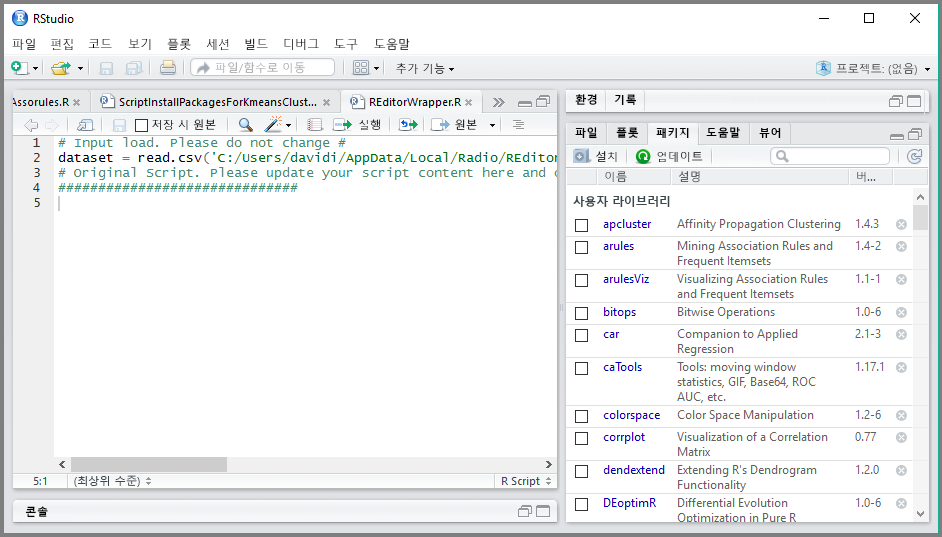 RStudio
파일 편집 코드 보기 플롯 세션 빌드 디버그 도구 도움말
파일/함수로 이동 추가 기능 프로젝트: (없음)
Assorules.R ScriptInstallPackagesForKmeansClust... REditorWrapper.R
저장 시 원본 실행 원본
1 # Input load. Please do not change #
2 dataset = read.csv('C:/Users/davidi/AppData/Local/Radio/REditor
3 # Original Script. Please update your script content here and
4 ##############################
5
5:1 (최상위 수준) R Script
콘솔
환경 기록
파일 플롯 패키지 도움말 뷰어
설치 업데이트
이름 설명 버...
사용자 라이브러리
apcluster Affinity Propagation Clustering 1.4.3
arules Mining Association Rules and 1.4-2
Frequent Itemsets
arulesViz Visualizing Association Rules 1.1-1
and Frequent Itemsets
bitops Bitwise Operations 1.0-6
car Companion to Applied 2.1-3
Regression
caTools Tools: moving window 1.17.1
statistics, GIF, Base64, ROC
AUC, etc.
colorspace Color Space Manipulation 1.2-6
corrplot Visualization of a Correlation 0.77
Matrix
dendextend Extending R's Dendrogram 1.2.0
Functionality
DEoptimR Differential Evolution 1.0-6
Optimization in Pure R